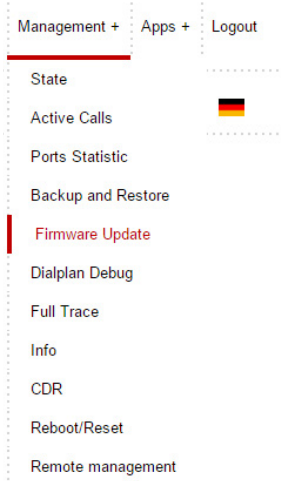 Management + Apps + Logout
State
Active Calls
Ports Statistic
Backup and Restore
Firmware Update
Dialplan Debug
Full Trace
Info
CDR
Reboot/Reset
Remote management